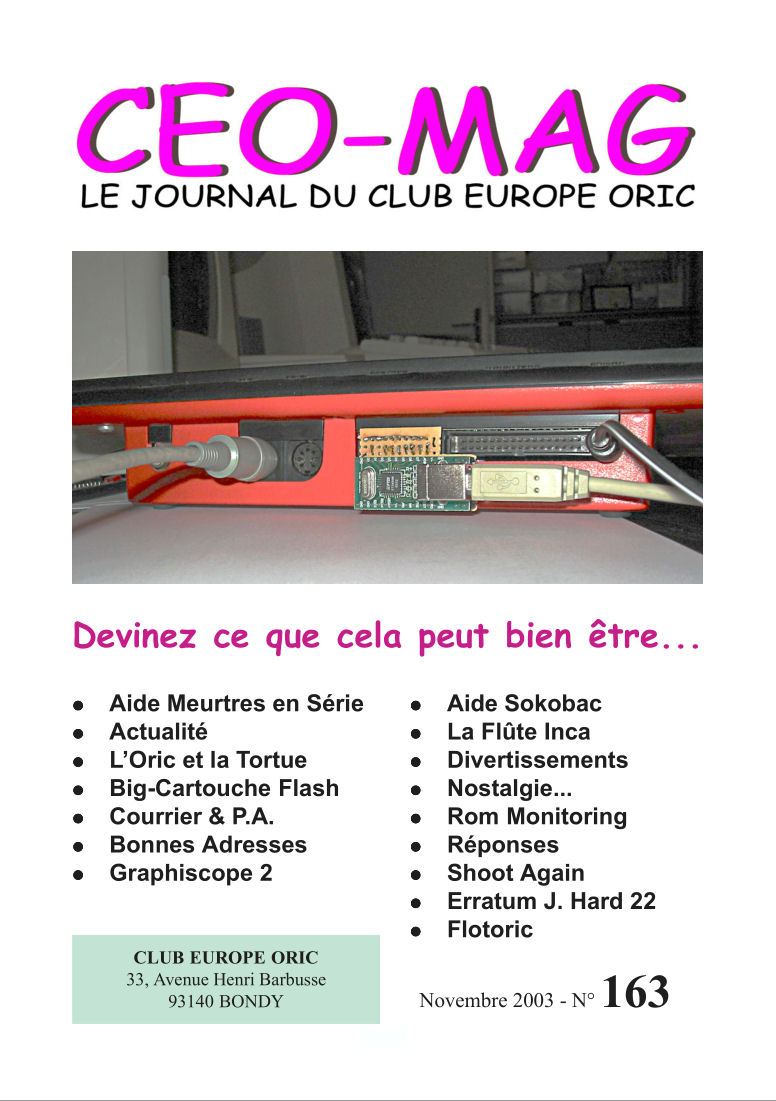 CEO-MAG
LE JOURNAL DU CLUB EUROPE ORIC
Devinez ce que cela peut bien être...
● Aide Meurtres en Série
● Actualité
● L’Oric et la Tortue
● Big-Cartouche Flash
● Courrier & P.A.
● Bonnes Adresses
● Graphiscope 2
● Aide Sokobac
● La Flûte Inca
● Divertissements
● Nostalgie...
● Rom Monitoring
● Réponses
● Shoot Again
● Erratum J. Hard 22
● Flotoric
CLUB EUROPE ORIC
33, Avenue Henri Barbusse
93140 BONDY
Novembre 2003 - N° 163